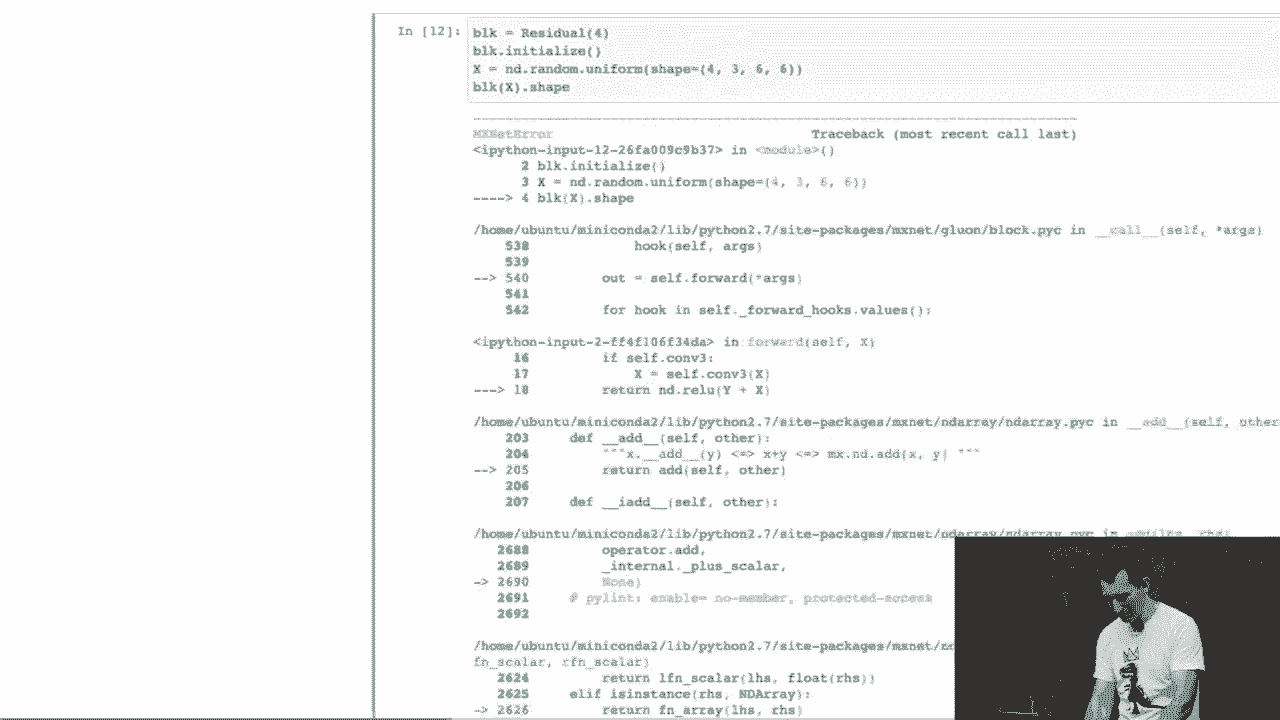 In [12]: blk = Residual(4)
blk.initialize()
X = nd.random.uniform(shape=(4, 3, 6, 6))
blk(X).shape
MXNetError Traceback (most recent call last)
<ipython-input-12-26fa009c9b37> in <module>()
2 blk.initialize()
3 X = nd.random.uniform(shape=(4, 3, 6, 6))
----> 4 blk(X).shape
/home/ubuntu/miniconda2/lib/python2.7/site-packages/mxnet/gluon/block.pyc in __call__(self, *args)
538 hook(self, args)
539
--> 540 out = self.forward(*args)
541
542 for hook in self._forward_hooks.values():
<ipython-input-2-ff4f106f34da> in forward(self, X)
16 if self.conv3:
17 X = self.conv3(X)
---> 18 return nd.relu(Y + X)
/home/ubuntu/miniconda2/lib/python2.7/site-packages/mxnet/ndarray/ndarray.pyc in __add__(self, other
203 def __add__(self, other):
204 """x.__add__(y) <=> x+y <=> mx.nd.add(x, y) """
--> 205 return add(self, other)
206
207 def __iadd__(self, other):
/home/ubuntu/miniconda2/lib/python2.7/site-packages/mxnet/ndarray/ndarray.pyc in add(lhs, rhs)
2688 operator.add,
2689 _internal._plus_scalar,
-> 2690 None)
2691 # pylint: enable= no-member, protected-access
2692
/home/ubuntu/miniconda2/lib/python2.7/site-packages/mxnet/
fn_scalar, rfn_scalar)
2624 return lfn_scalar(lhs, float(rhs))
2625 elif isinstance(rhs, NDArray):
-> 2626 return fn_array(lhs, rhs)